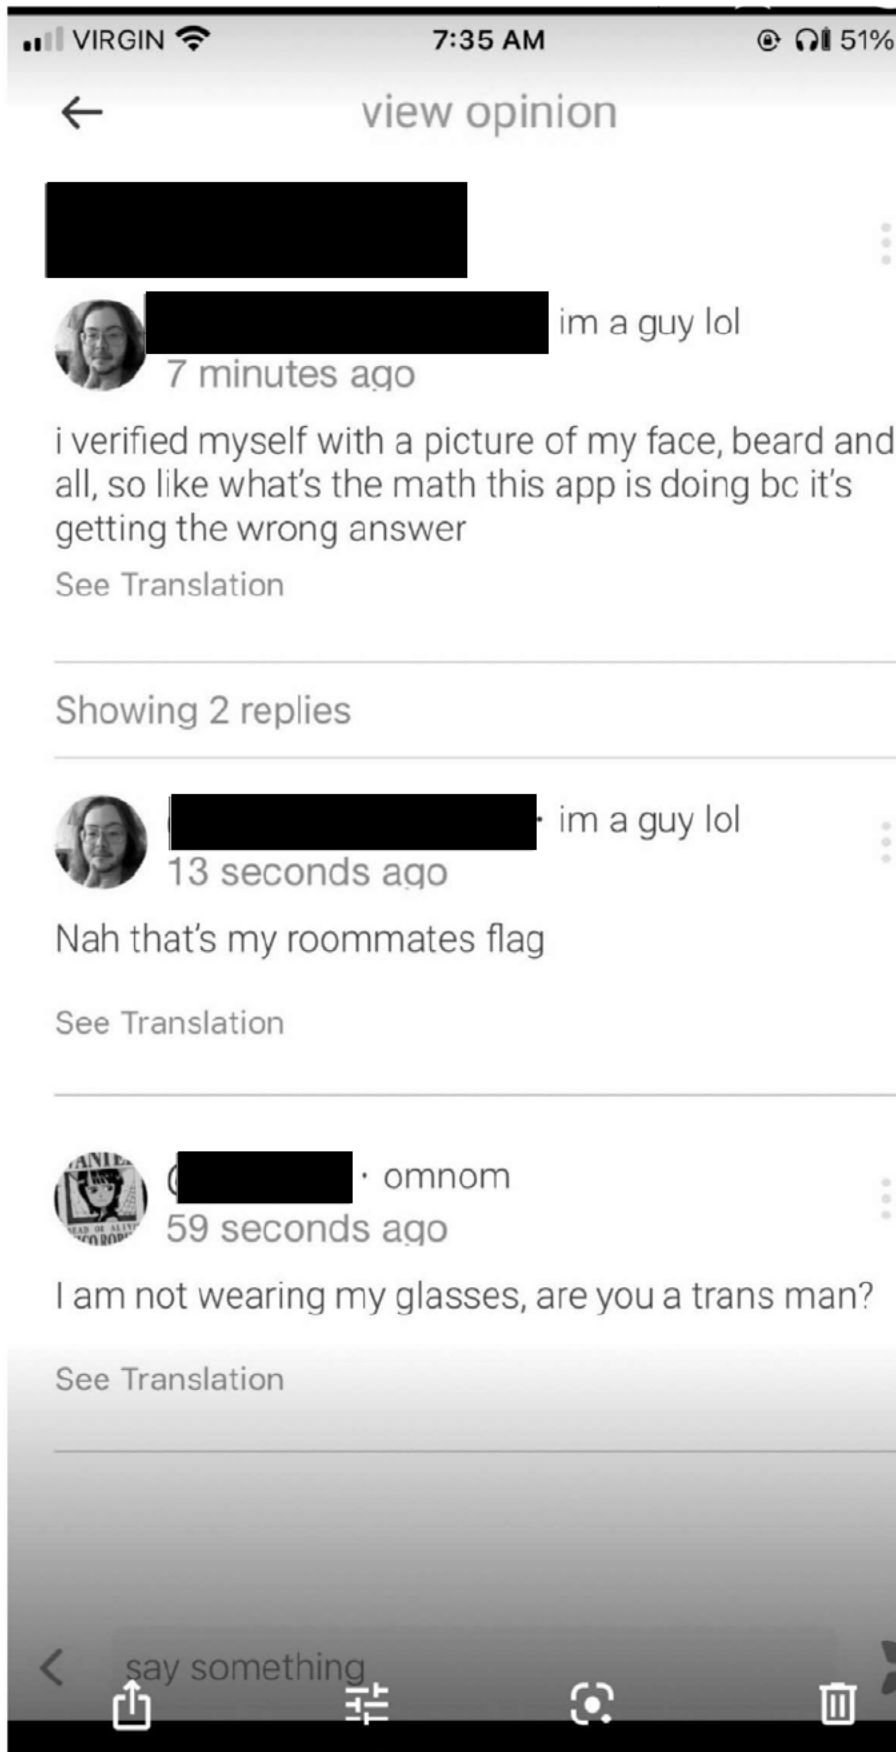 VIRGIN 7:35 AM 51%
view opinion
im a guy lol
7 minutes ago
i verified myself with a picture of my face, beard and
all, so like what's the math this app is doing bc it's
getting the wrong answer
See Translation
Showing 2 replies
· im a guy lol
13 seconds ago
Nah that's my roommates flag
See Translation
· omnom
59 seconds ago
I am not wearing my glasses, are you a trans man?
See Translation
say something